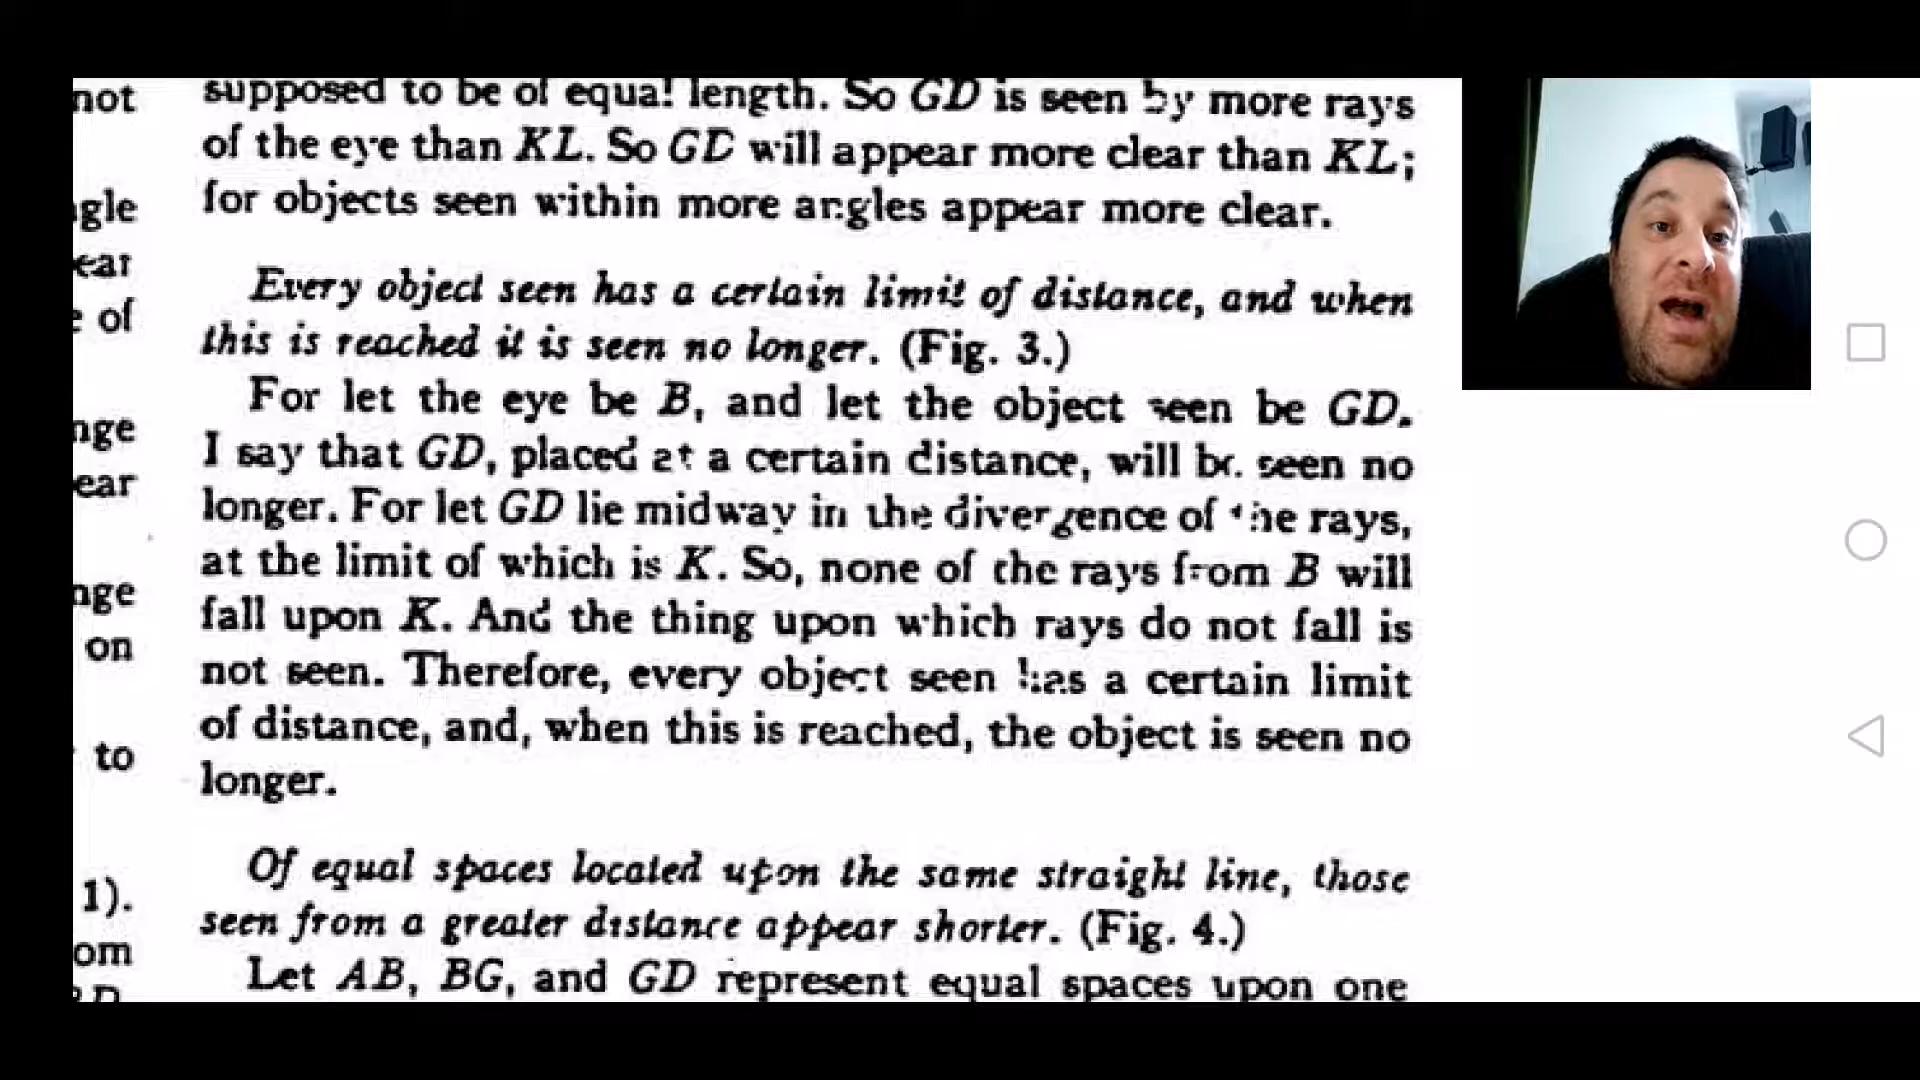 not
gle
ear
e of
nge
ear
nge
on
to
1).
om
supposed to be of equal length. So GD is seen by more rays
of the eye than KL. So GD will appear more clear than KL;
for objects seen within more angles appear more clear.
Every object seen has a certain limit of distance, and when
this is reached it is seen no longer. (Fig. 3.)
For let the eye be B, and let the object seen be GD.
I say that GD, placed at a certain distance, will be seen no
longer. For let GD lie midway in the divergence of the rays,
at the limit of which is K. So, none of the rays from B will
fall upon K. And the thing upon which rays do not fall is
not seen. Therefore, every object seen has a certain limit
of distance, and, when this is reached, the object is seen no
longer.
Of equal spaces located upon the same straight line, those
seen from a greater distance appear shorter. (Fig. 4.)
Let AB, BG, and GD represent equal spaces upon one